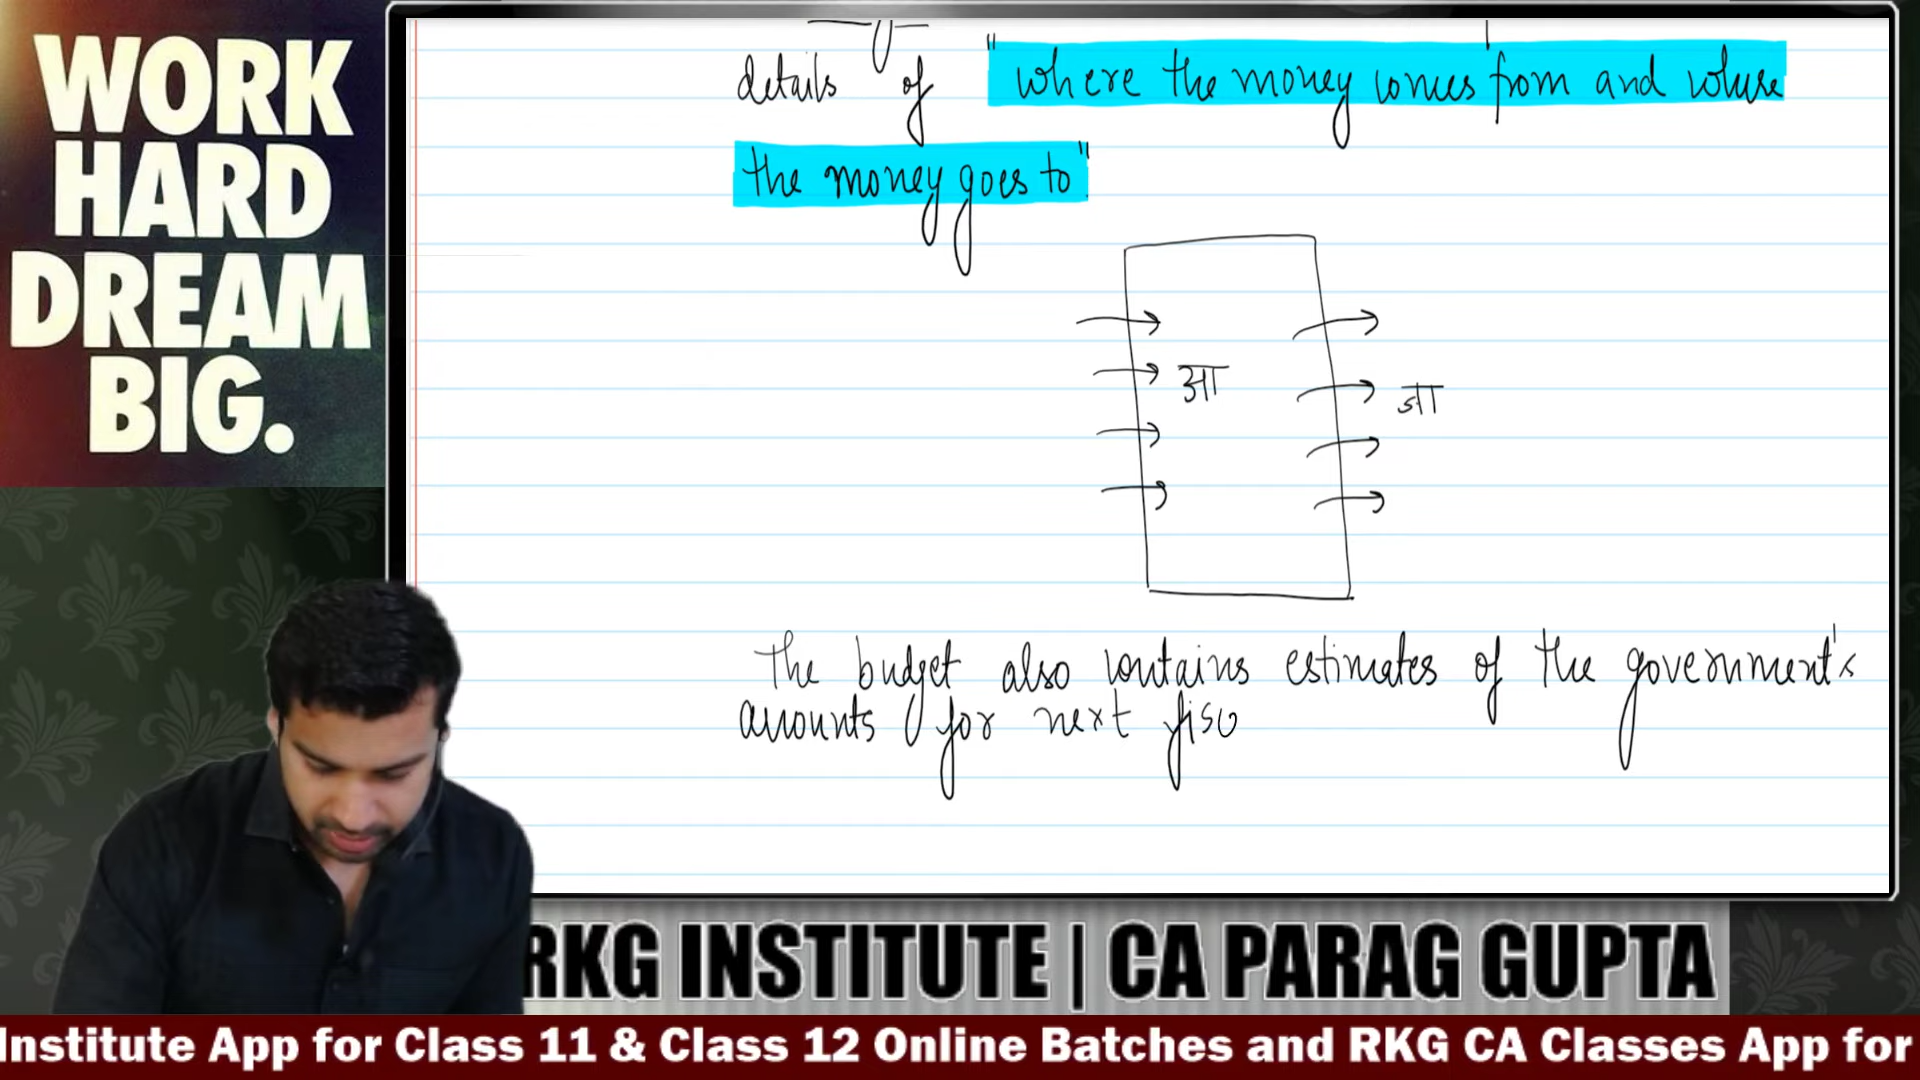 WORK
HARD
DREAM
BIG.
details of "where the money comes from and where
the money goes to"
आ
जा
The budget also contains estimates of the government's
accounts for next fisc
RKG INSTITUTE | CA PARAG GUPTA
Institute App for Class 11 & Class 12 Online Batches and RKG CA Classes App for